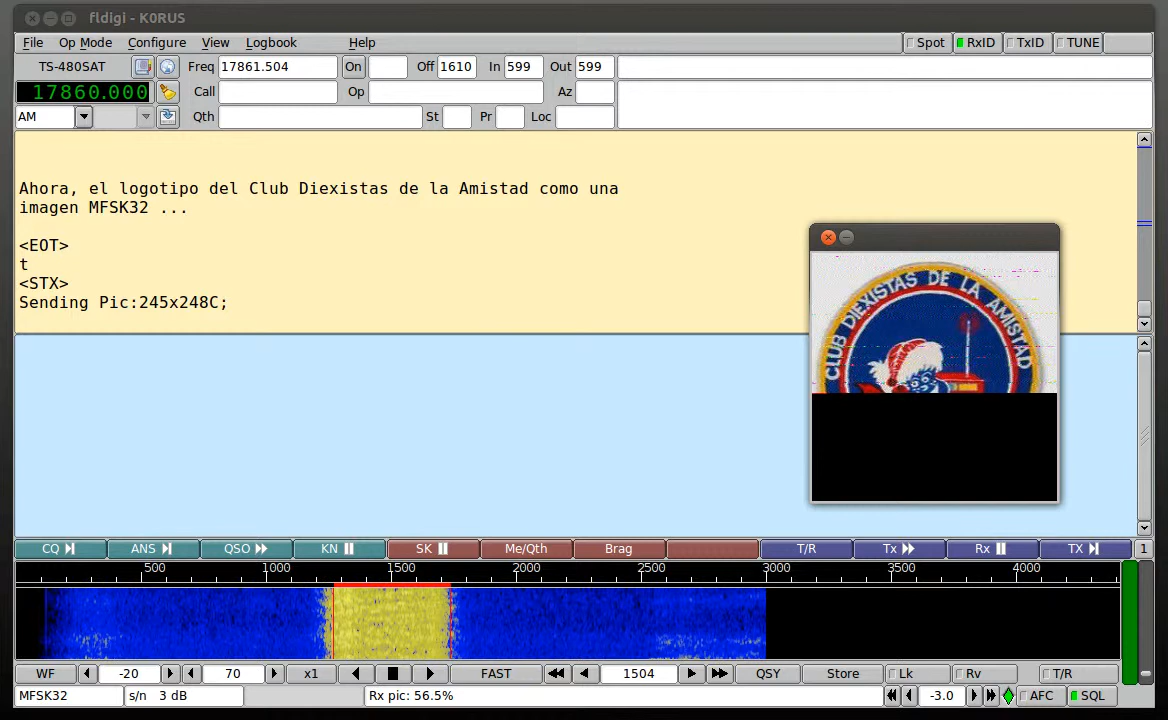 fldigi - K0RUS
File Op Mode Configure View Logbook Help Spot RxID TxID TUNE
TS-480SAT Freq 17861.504 On Off 1610 In 599 Out 599
17860.000 Call Op Az
AM Qth St Pr Loc
Ahora, el logotipo del Club Diexistas de la Amistad como una
imagen MFSK32 ...
<EOT>
t
<STX>
Sending Pic:245x248C;
CLUB DIEXISTAS DE LA AMISTAD
CQ ANS QSO KN SK Me/Qth Brag T/R Tx Rx TX 1
500 1000 1500 2000 2500 3000 3500 4000
WF -20 70 x1 FAST 1504 QSY Store Lk Rv T/R
MFSK32 s/n 3 dB Rx pic: 56.5% -3.0 AFC SQL